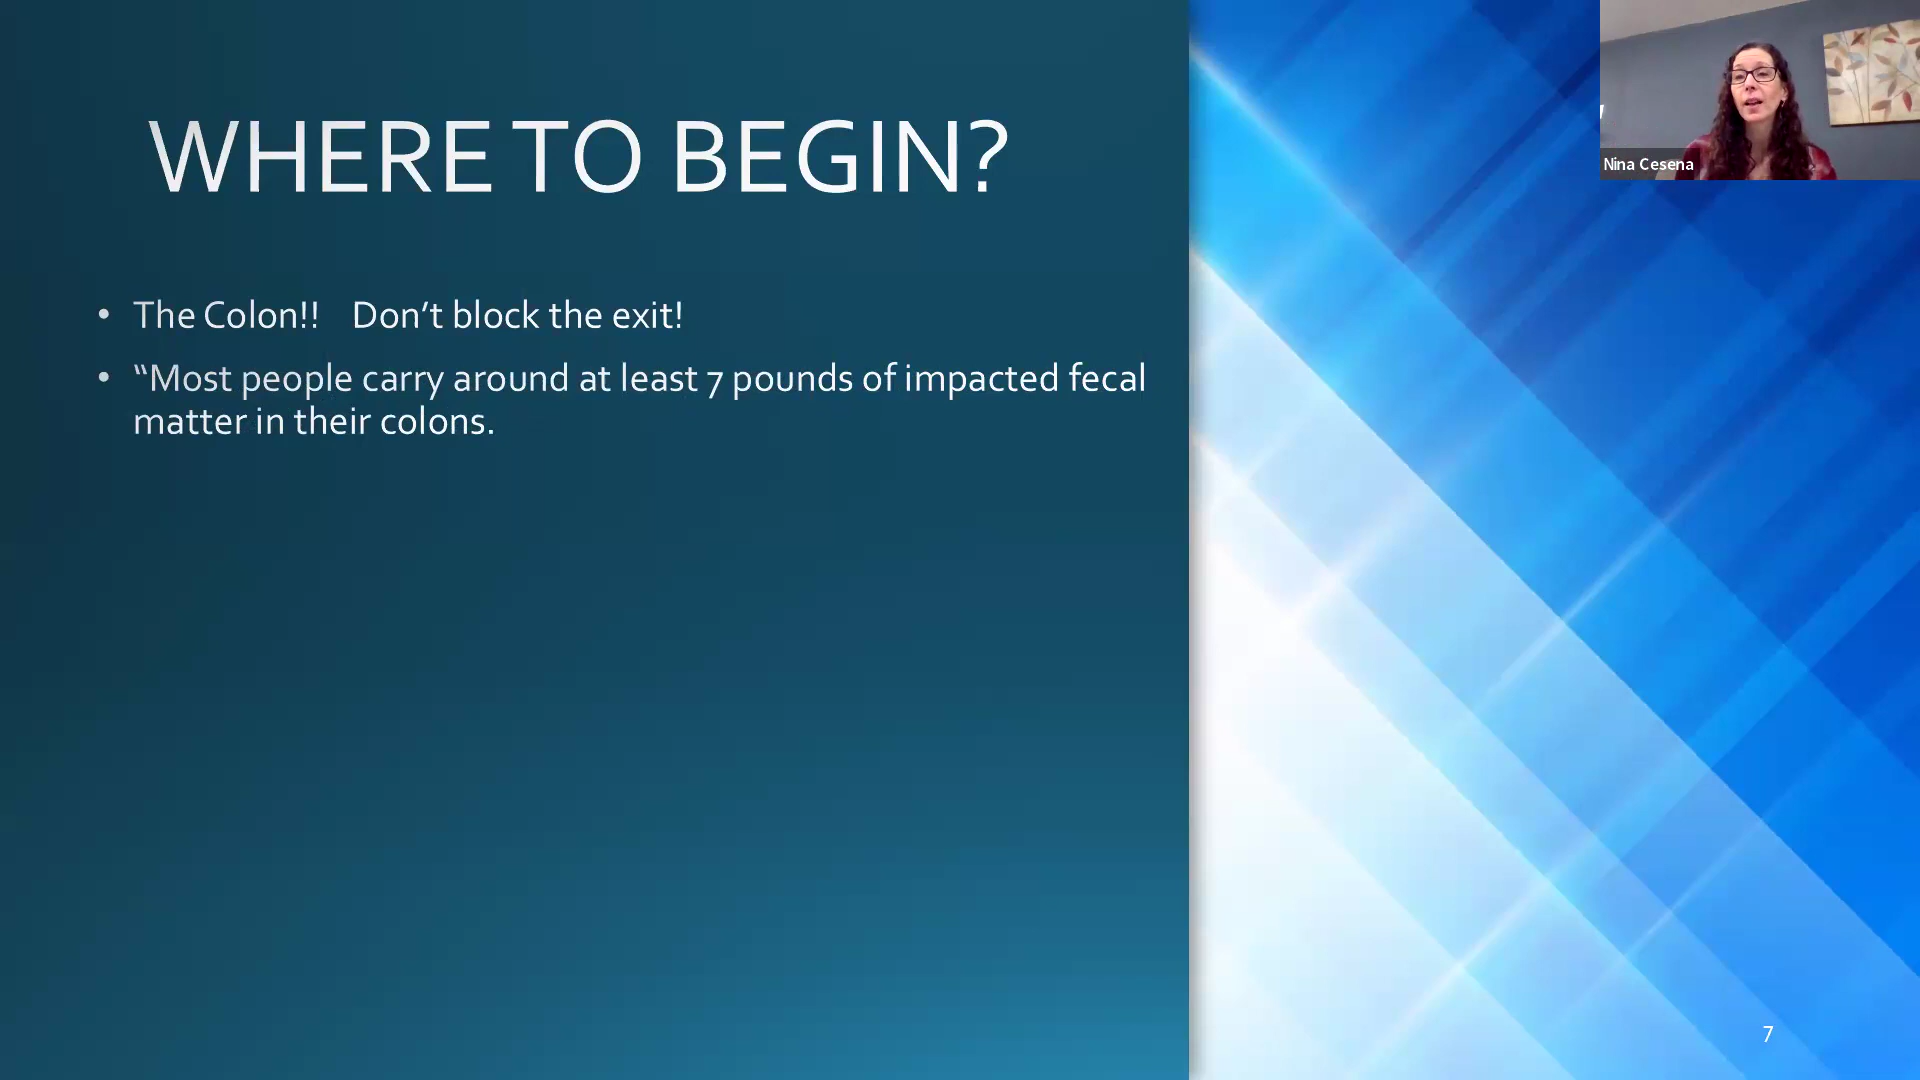 WHERE TO BEGIN?
• The Colon!! Don’t block the exit!
• “Most people carry around at least 7 pounds of impacted fecal
matter in their colons.
Nina Cesena
7